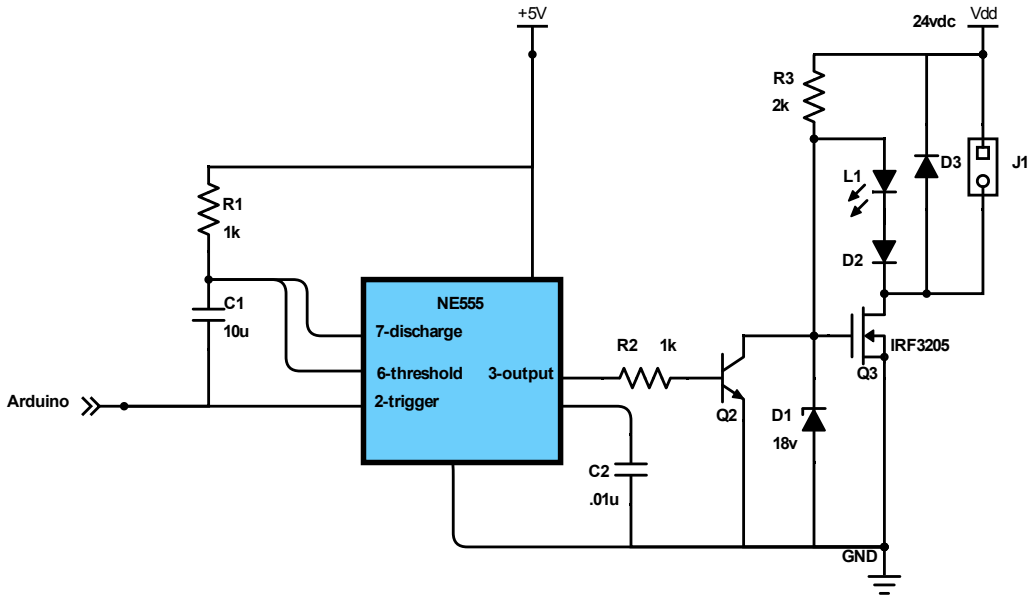 +5V
24vdc
Vdd
R3
2k
R1
1k
L1
D3
J1
D2
C1
10u
NE555
7-discharge
6-threshold
3-output
2-trigger
R2 1k
IRF3205
Q3
Arduino
Q2
D1
18v
C2
.01u
GND